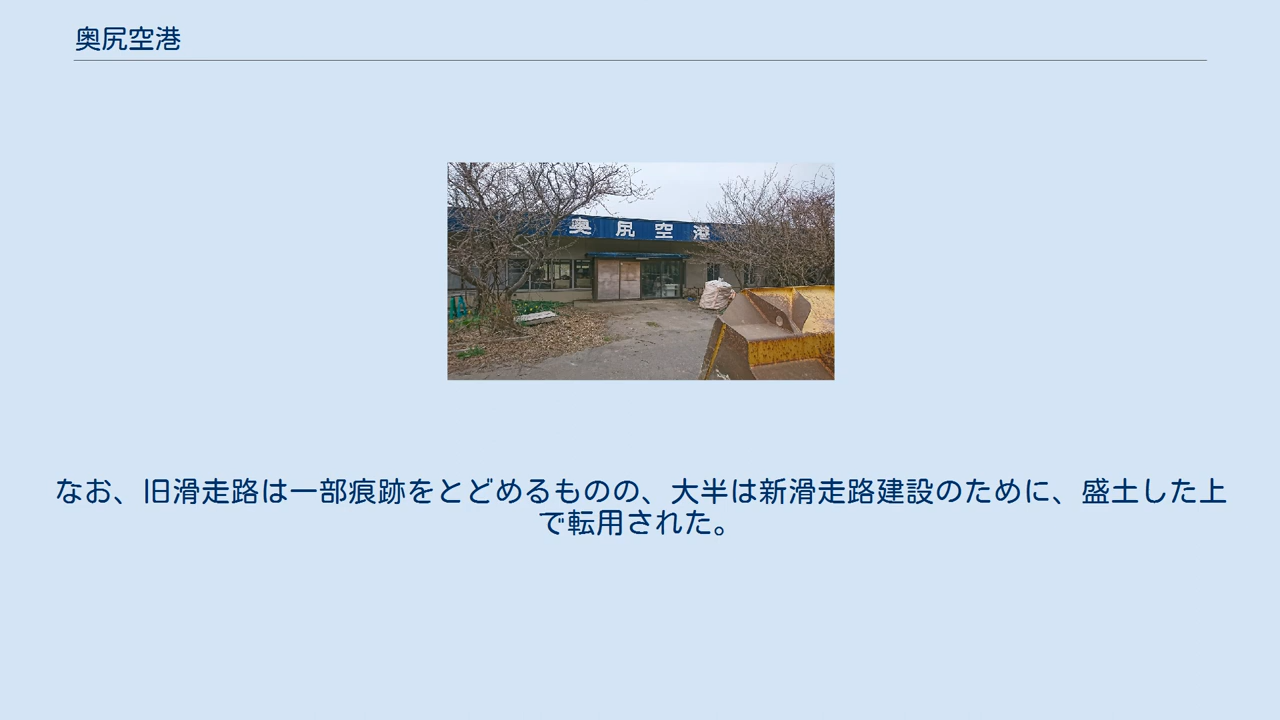 奥尻空港
奥尻空港
なお、旧滑走路は一部痕跡をとどめるものの、大半は新滑走路建設のために、盛土した上
で転用された。